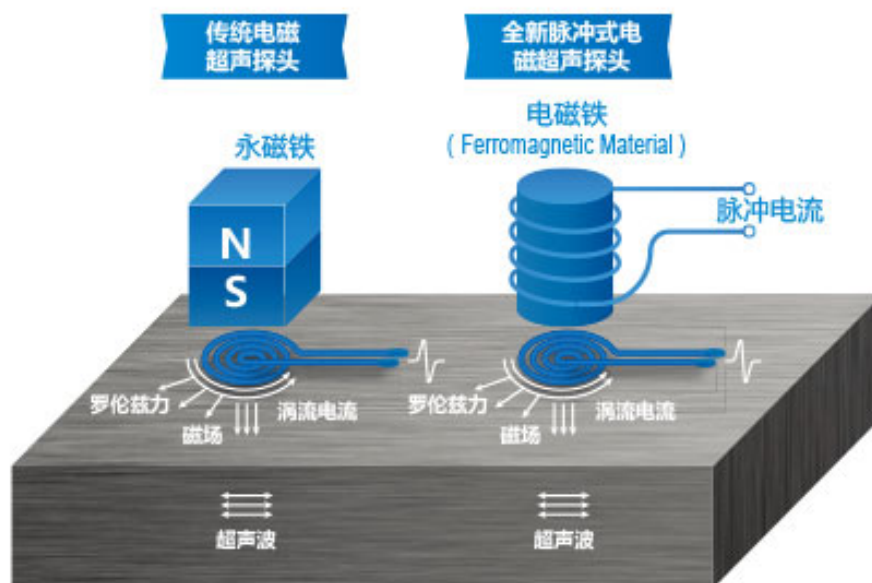 传统电磁
超声探头
全新脉冲式电
磁超声探头
永磁铁
电磁铁
( Ferromagnetic Material )
脉冲电流
N
S
罗伦兹力
磁场
涡流电流
罗伦兹力
磁场
涡流电流
超声波
超声波